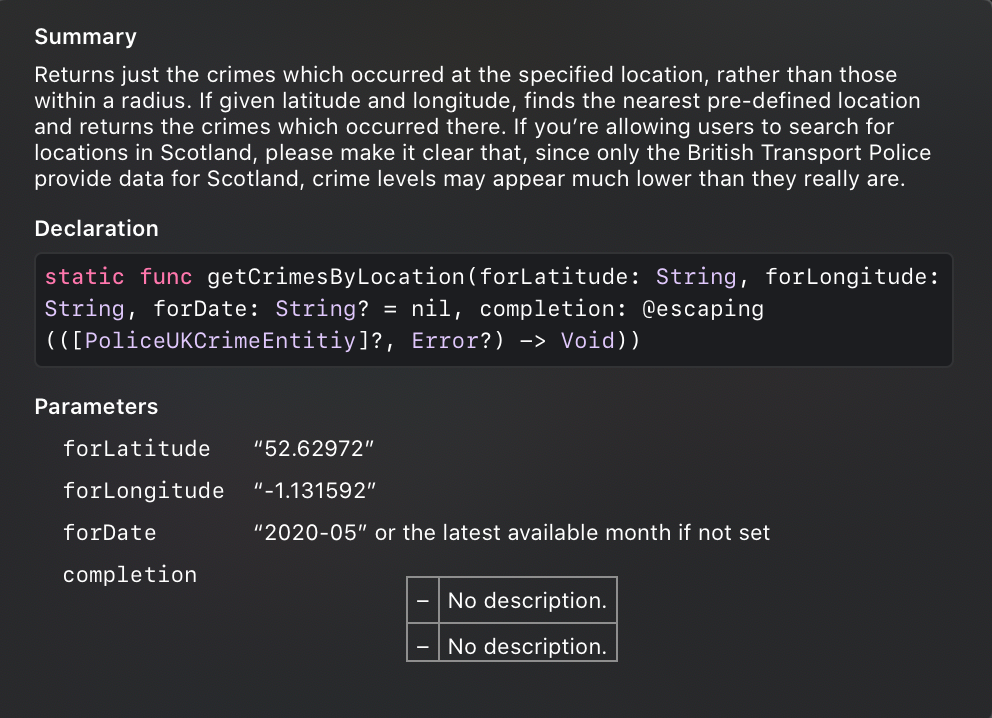 Summary
Returns just the crimes which occurred at the specified location, rather than those
within a radius. If given latitude and longitude, finds the nearest pre-defined location
and returns the crimes which occurred there. If you’re allowing users to search for
locations in Scotland, please make it clear that, since only the British Transport Police
provide data for Scotland, crime levels may appear much lower than they really are.
Declaration
static func getCrimesByLocation(forLatitude: String, forLongitude:
String, forDate: String? = nil, completion: @escaping
(([PoliceUKCrimeEntitiy]?, Error?) -> Void))
Parameters
forLatitude “52.62972”
forLongitude “-1.131592”
forDate “2020-05” or the latest available month if not set
completion
– No description.
– No description.